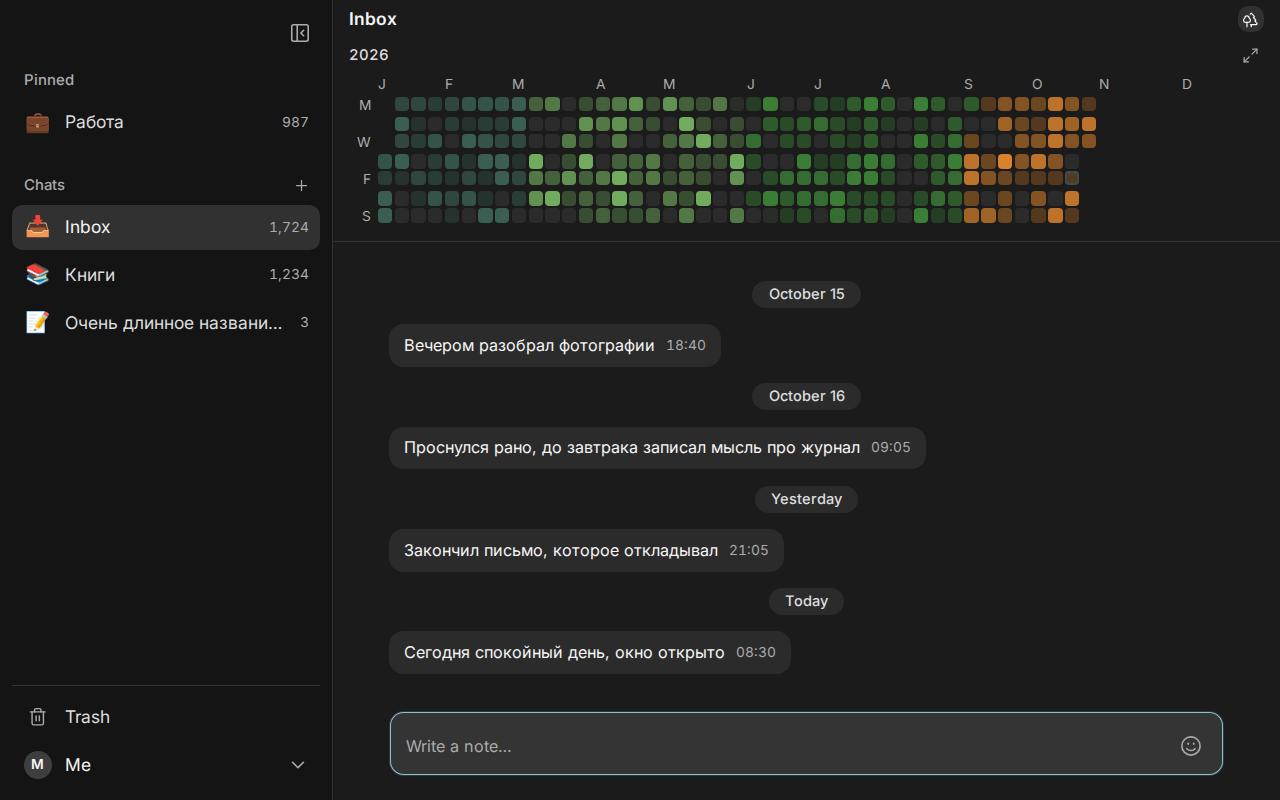 Pinned
Работа 987
Chats
Inbox 1,724
Книги 1,234
Очень длинное названи... 3
Trash
M Me
Inbox
2026
J F M A M J J A S O N D
M
W
F
S
October 15
Вечером разобрал фотографии 18:40
October 16
Проснулся рано, до завтрака записал мысль про журнал 09:05
Yesterday
Закончил письмо, которое откладывал 21:05
Today
Сегодня спокойный день, окно открыто 08:30
Write a note...